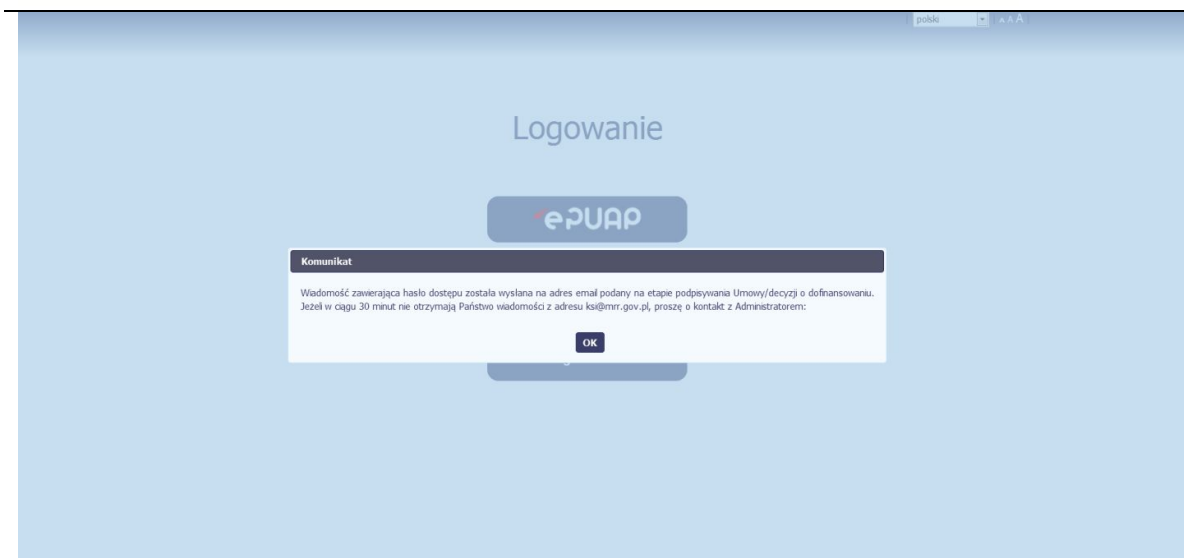 polski
A A A
Logowanie
ePUAP
Komunikat
Wiadomość zawierająca hasło dostępu została wysłana na adres email podany na etapie podpisywania Umowy/decyzji o dofinansowaniu.
Jeżeli w ciągu 30 minut nie otrzymają Państwo wiadomości z adresu ksi@mrr.gov.pl, proszę o kontakt z Administratorem:
OK